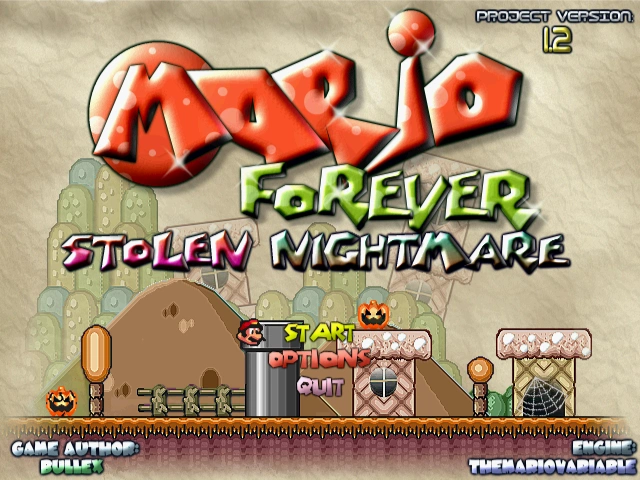 PROJECT VERSION:
1.2
MARIO
FOREVER
STOLEN NIGHTMARE
START
OPTIONS
QUIT
GAME AUTHOR:
BULLEX
ENGINE:
THEMARIOVARIABLE